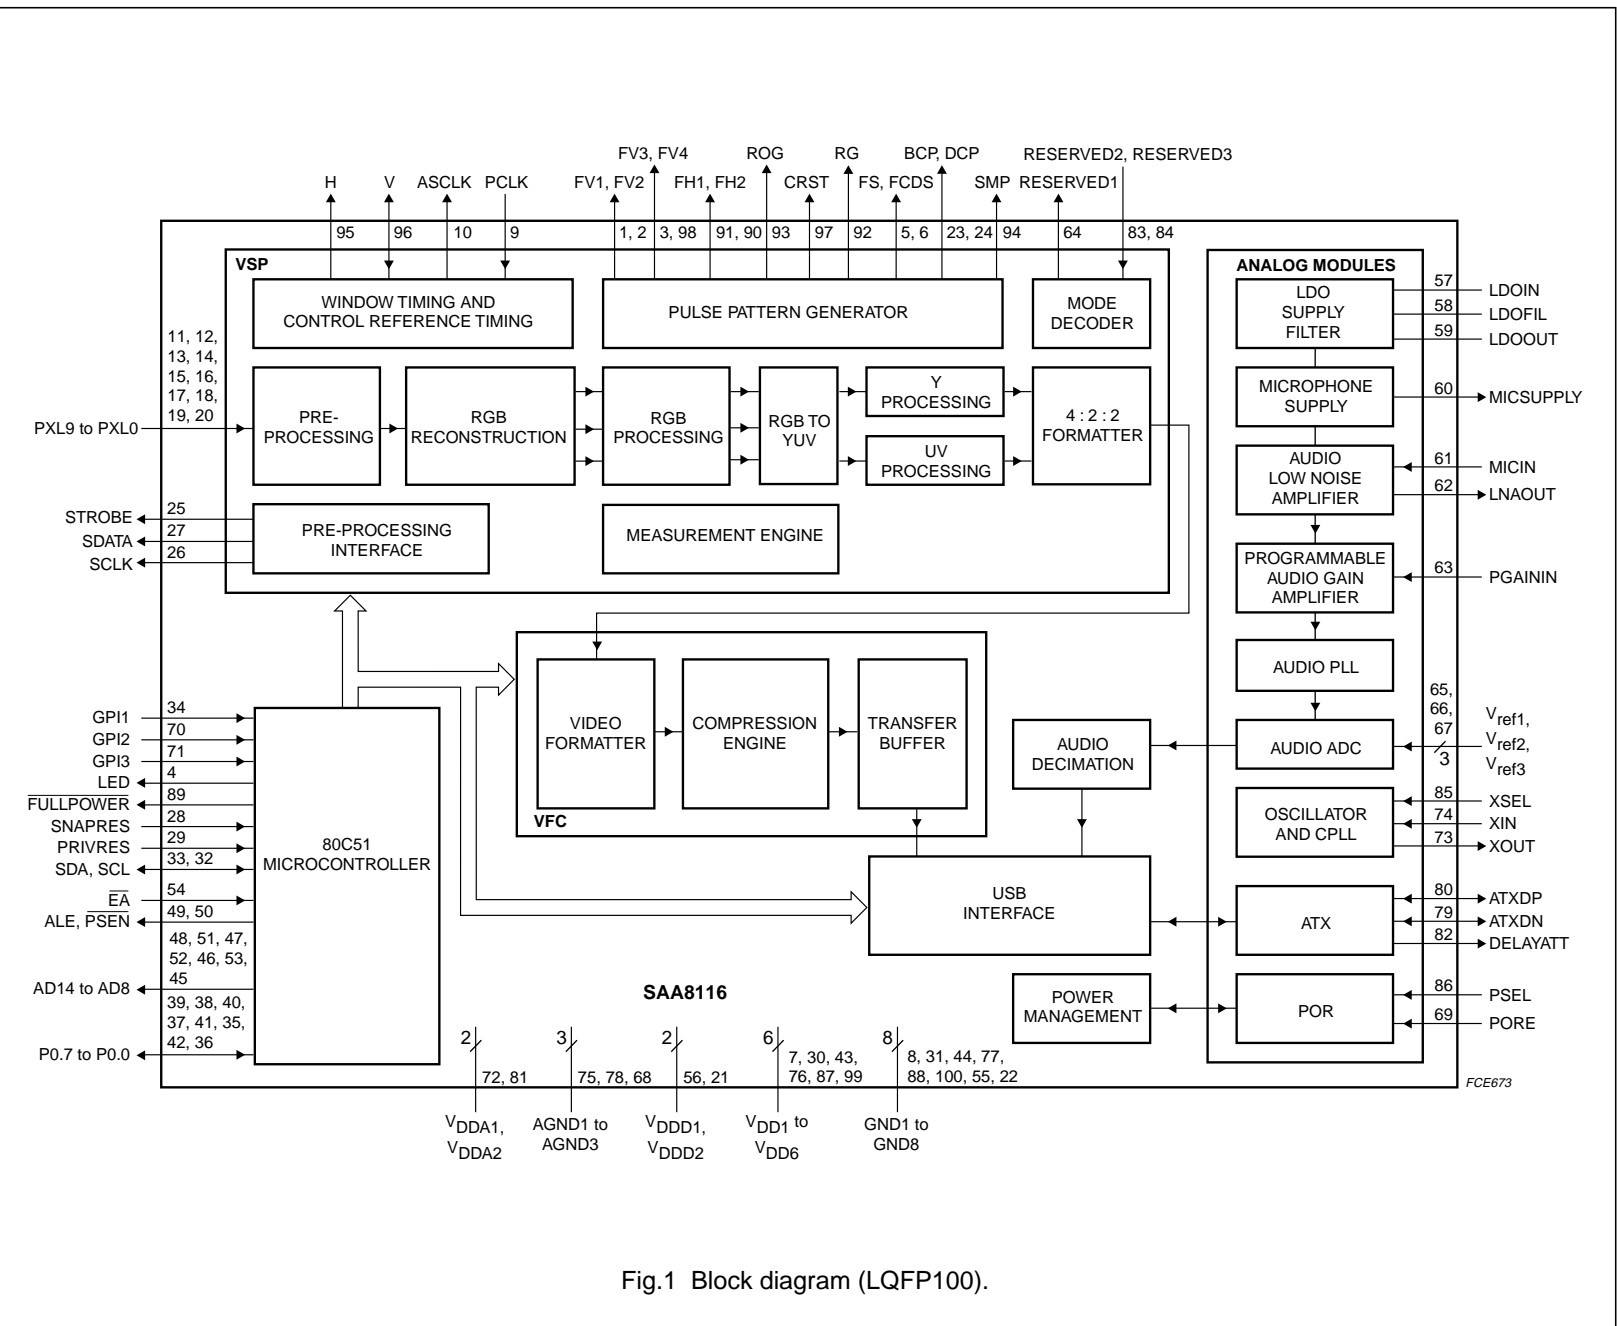 FV3, FV4
ROG
RG
BCP, DCP
RESERVED2, RESERVED3
H
V
ASCLK
PCLK
FV1, FV2
FH1, FH2
CRST
FS, FCDS
SMP
RESERVED1
95
96
10
9
1, 2
3, 98
91, 90
93
97
92
5, 6
23, 24
94
64
83, 84
VSP
WINDOW TIMING AND
CONTROL REFERENCE TIMING
PULSE PATTERN GENERATOR
MODE
DECODER
11, 12,
13, 14,
15, 16,
17, 18,
19, 20
PXL9 to PXL0
PRE-
PROCESSING
RGB
RECONSTRUCTION
RGB
PROCESSING
RGB TO
YUV
Y
PROCESSING
UV
PROCESSING
4 : 2 : 2
FORMATTER
STROBE
25
SDATA
27
SCLK
26
PRE-PROCESSING
INTERFACE
MEASUREMENT ENGINE
ANALOG MODULES
LDO
SUPPLY
FILTER
57
LDOIN
58
LDOFIL
59
LDOOUT
MICROPHONE
SUPPLY
60
MICSUPPLY
AUDIO
LOW NOISE
AMPLIFIER
61
MICIN
62
LNAOUT
PROGRAMMABLE
AUDIO GAIN
AMPLIFIER
63
PGAININ
AUDIO PLL
AUDIO ADC
65,
66,
67
3
Vref1,
Vref2,
Vref3
OSCILLATOR
AND CPLL
85
XSEL
74
XIN
73
XOUT
ATX
80
ATXDP
79
ATXDN
82
DELAYATT
POR
86
PSEL
69
PORE
VIDEO
FORMATTER
COMPRESSION
ENGINE
TRANSFER
BUFFER
VFC
AUDIO
DECIMATION
USB
INTERFACE
POWER
MANAGEMENT
GPI1
34
GPI2
70
GPI3
71
LED
4
FULLPOWER
89
SNAPRES
28
PRIVRES
29
SDA, SCL
33, 32
EA
54
ALE, PSEN
49, 50
48, 51, 47,
52, 46, 53,
45
AD14 to AD8
39, 38, 40,
37, 41, 35,
42, 36
P0.7 to P0.0
80C51
MICROCONTROLLER
SAA8116
2
72, 81
VDDA1,
VDDA2
3
75, 78, 68
AGND1 to
AGND3
2
56, 21
VDDD1,
VDDD2
6
7, 30, 43,
76, 87, 99
VDD1 to
VDD6
8
8, 31, 44, 77,
88, 100, 55, 22
GND1 to
GND8
FCE673
Fig.1 Block diagram (LQFP100).